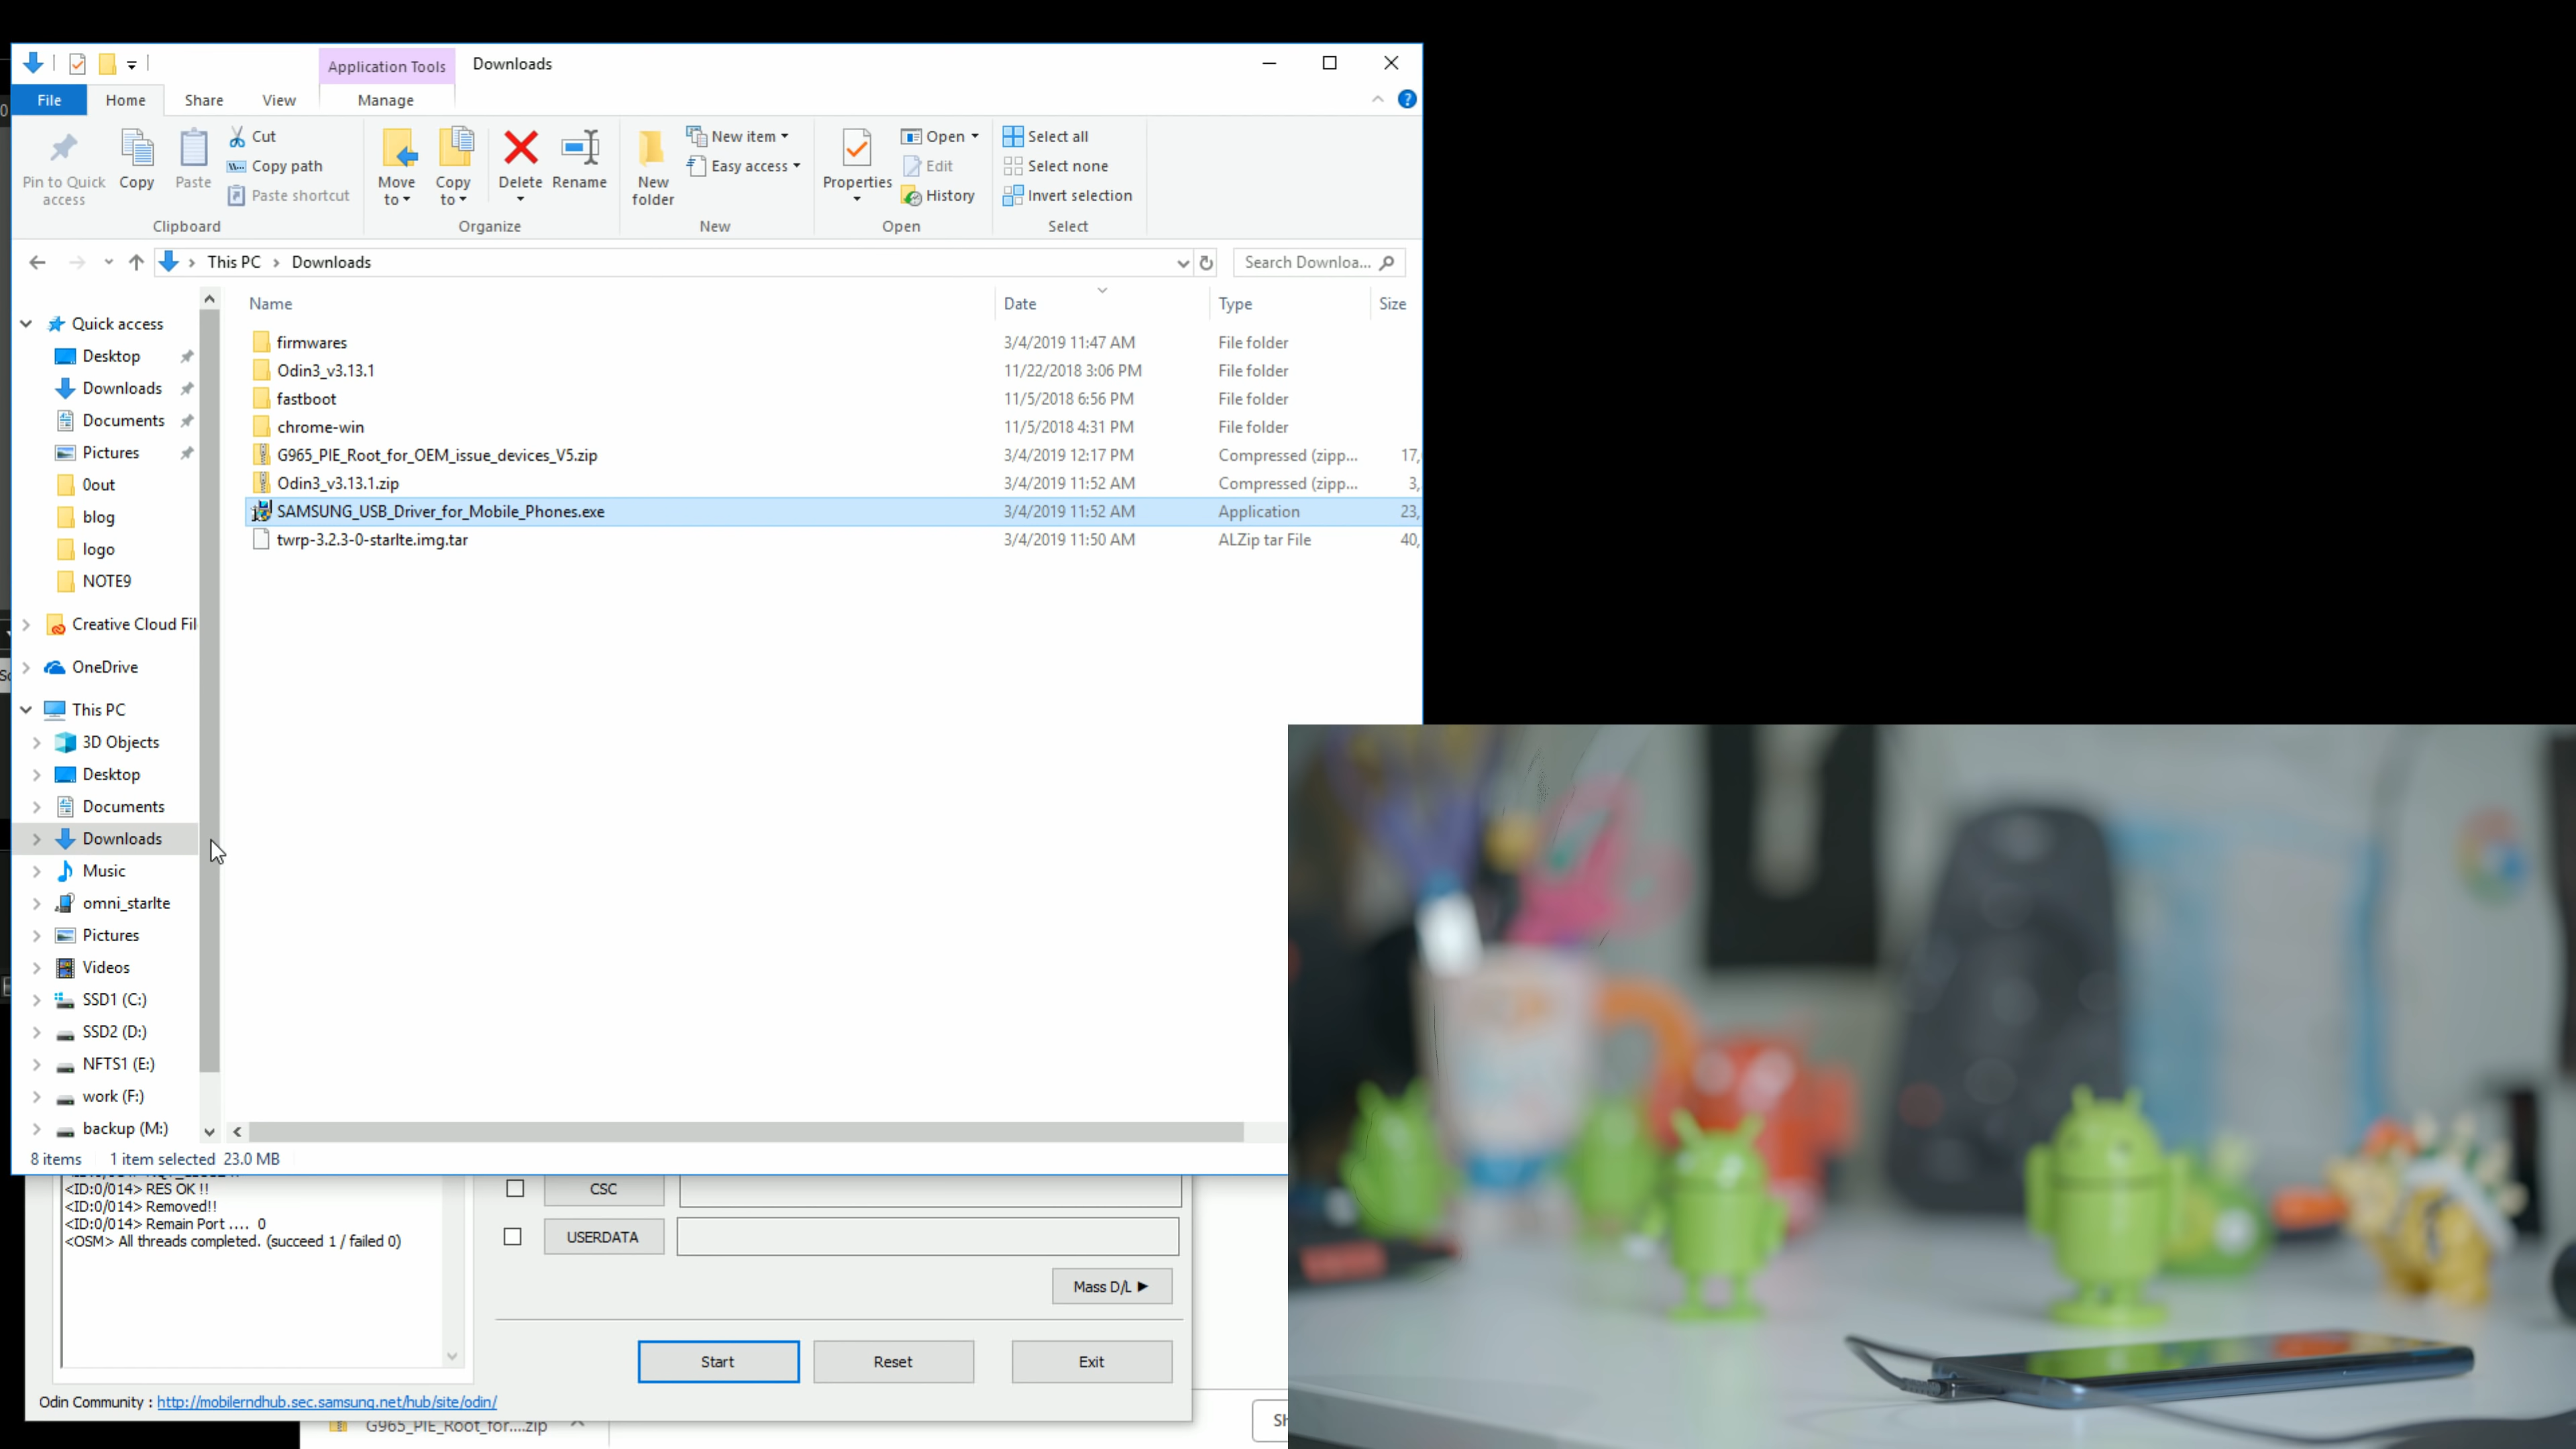 Application Tools
Downloads
File
Home
Share
View
Manage
Pin to Quick access
Copy
Paste
Cut
Copy path
Paste shortcut
Clipboard
Move to
Copy to
Delete
Rename
Organize
New folder
New item
Easy access
New
Properties
Open
Edit
History
Open
Select all
Select none
Invert selection
Select
This PC
Downloads
Search Downloa...
Name
Date
Type
Size
firmwares 3/4/2019 11:47 AM File folder
Odin3_v3.13.1 11/22/2018 3:06 PM File folder
fastboot 11/5/2018 6:56 PM File folder
chrome-win 11/5/2018 4:31 PM File folder
G965_PIE_Root_for_OEM_issue_devices_V5.zip 3/4/2019 12:17 PM Compressed (zipp... 17,
Odin3_v3.13.1.zip 3/4/2019 11:52 AM Compressed (zipp... 3,
SAMSUNG_USB_Driver_for_Mobile_Phones.exe 3/4/2019 11:52 AM Application 23,
twrp-3.2.3-0-starlte.img.tar 3/4/2019 11:50 AM ALZip tar File 40,
Quick access
Desktop
Downloads
Documents
Pictures
0out
blog
logo
NOTE9
Creative Cloud Fil
OneDrive
This PC
3D Objects
Desktop
Documents
Downloads
Music
omni_starlte
Pictures
Videos
SSD1 (C:)
SSD2 (D:)
NFTS1 (E:)
work (F:)
backup (M:)
8 items 1 item selected 23.0 MB
<ID:0/014> RES OK !!
<ID:0/014> Removed!!
<ID:0/014> Remain Port .... 0
<OSM> All threads completed. (succeed 1 / failed 0)
CSC
USERDATA
Mass D/L
Start
Reset
Exit
Odin Community : http://mobilerndhub.sec.samsung.net/hub/site/odin/
G965_PIE_Root_for....zip